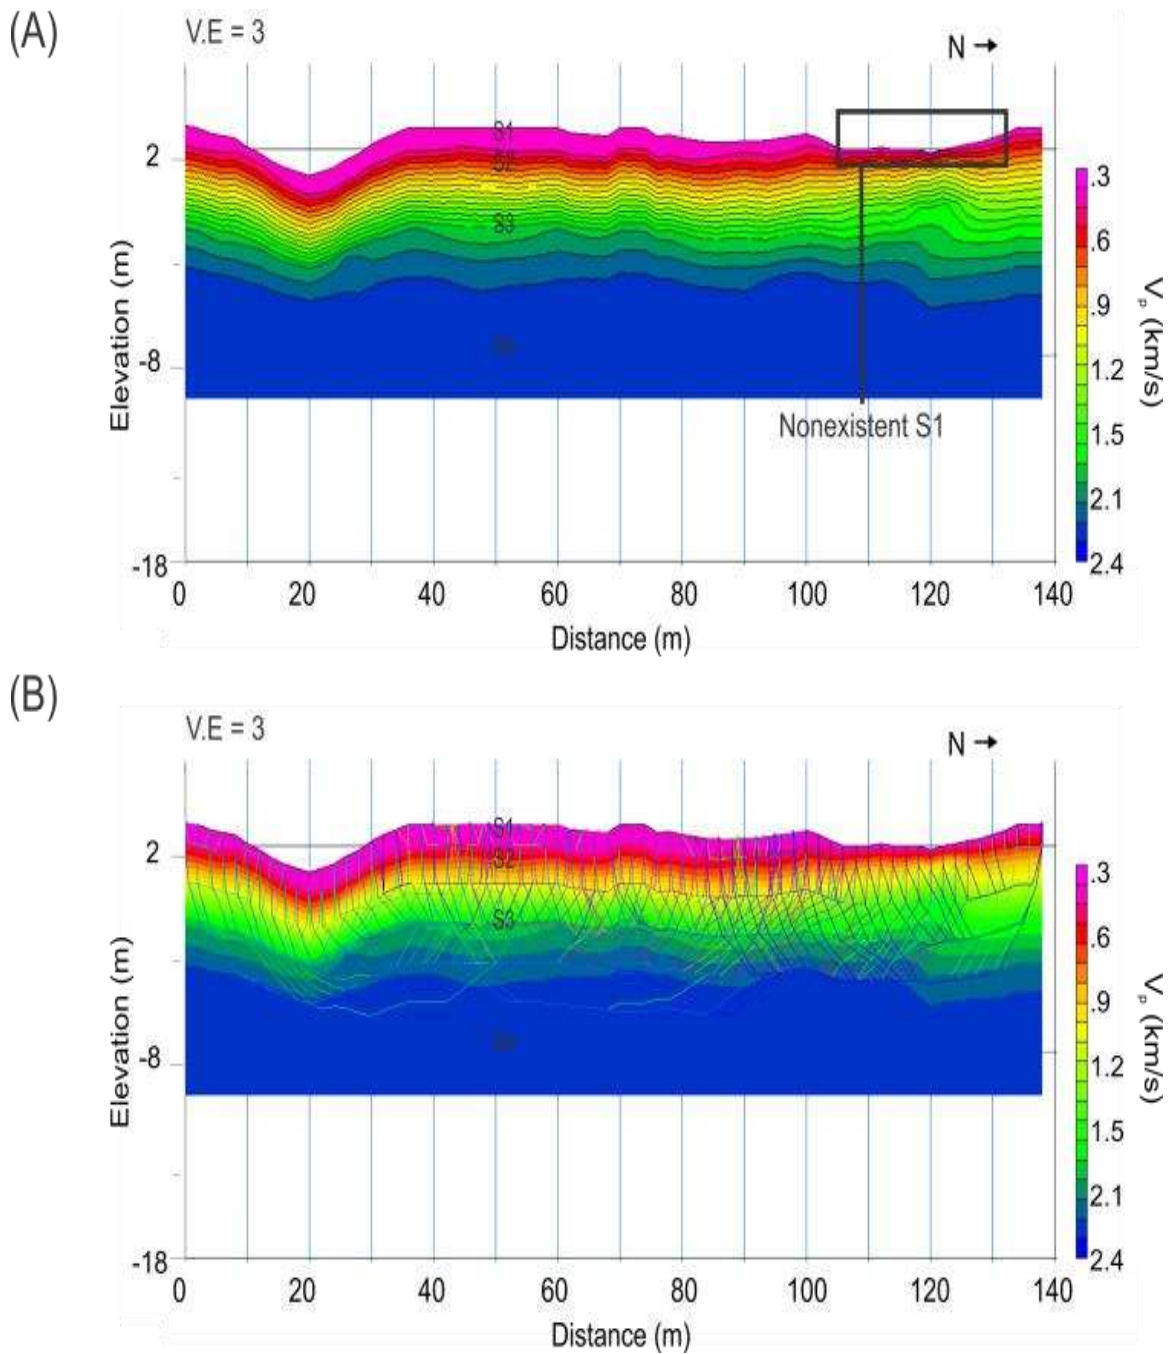 (A)
V.E = 3
N →
S1
S2
S3
2
-8
-18
Elevation (m)
Nonexistent S1
.3
.6
.9
1.2
1.5
2.1
2.4
Vp (km/s)
0 20 40 60 80 100 120 140
Distance (m)
(B)
V.E = 3
N →
S1
S2
S3
2
-8
-18
Elevation (m)
.3
.6
.9
1.2
1.5
2.1
2.4
Vp (km/s)
0 20 40 60 80 100 120 140
Distance (m)